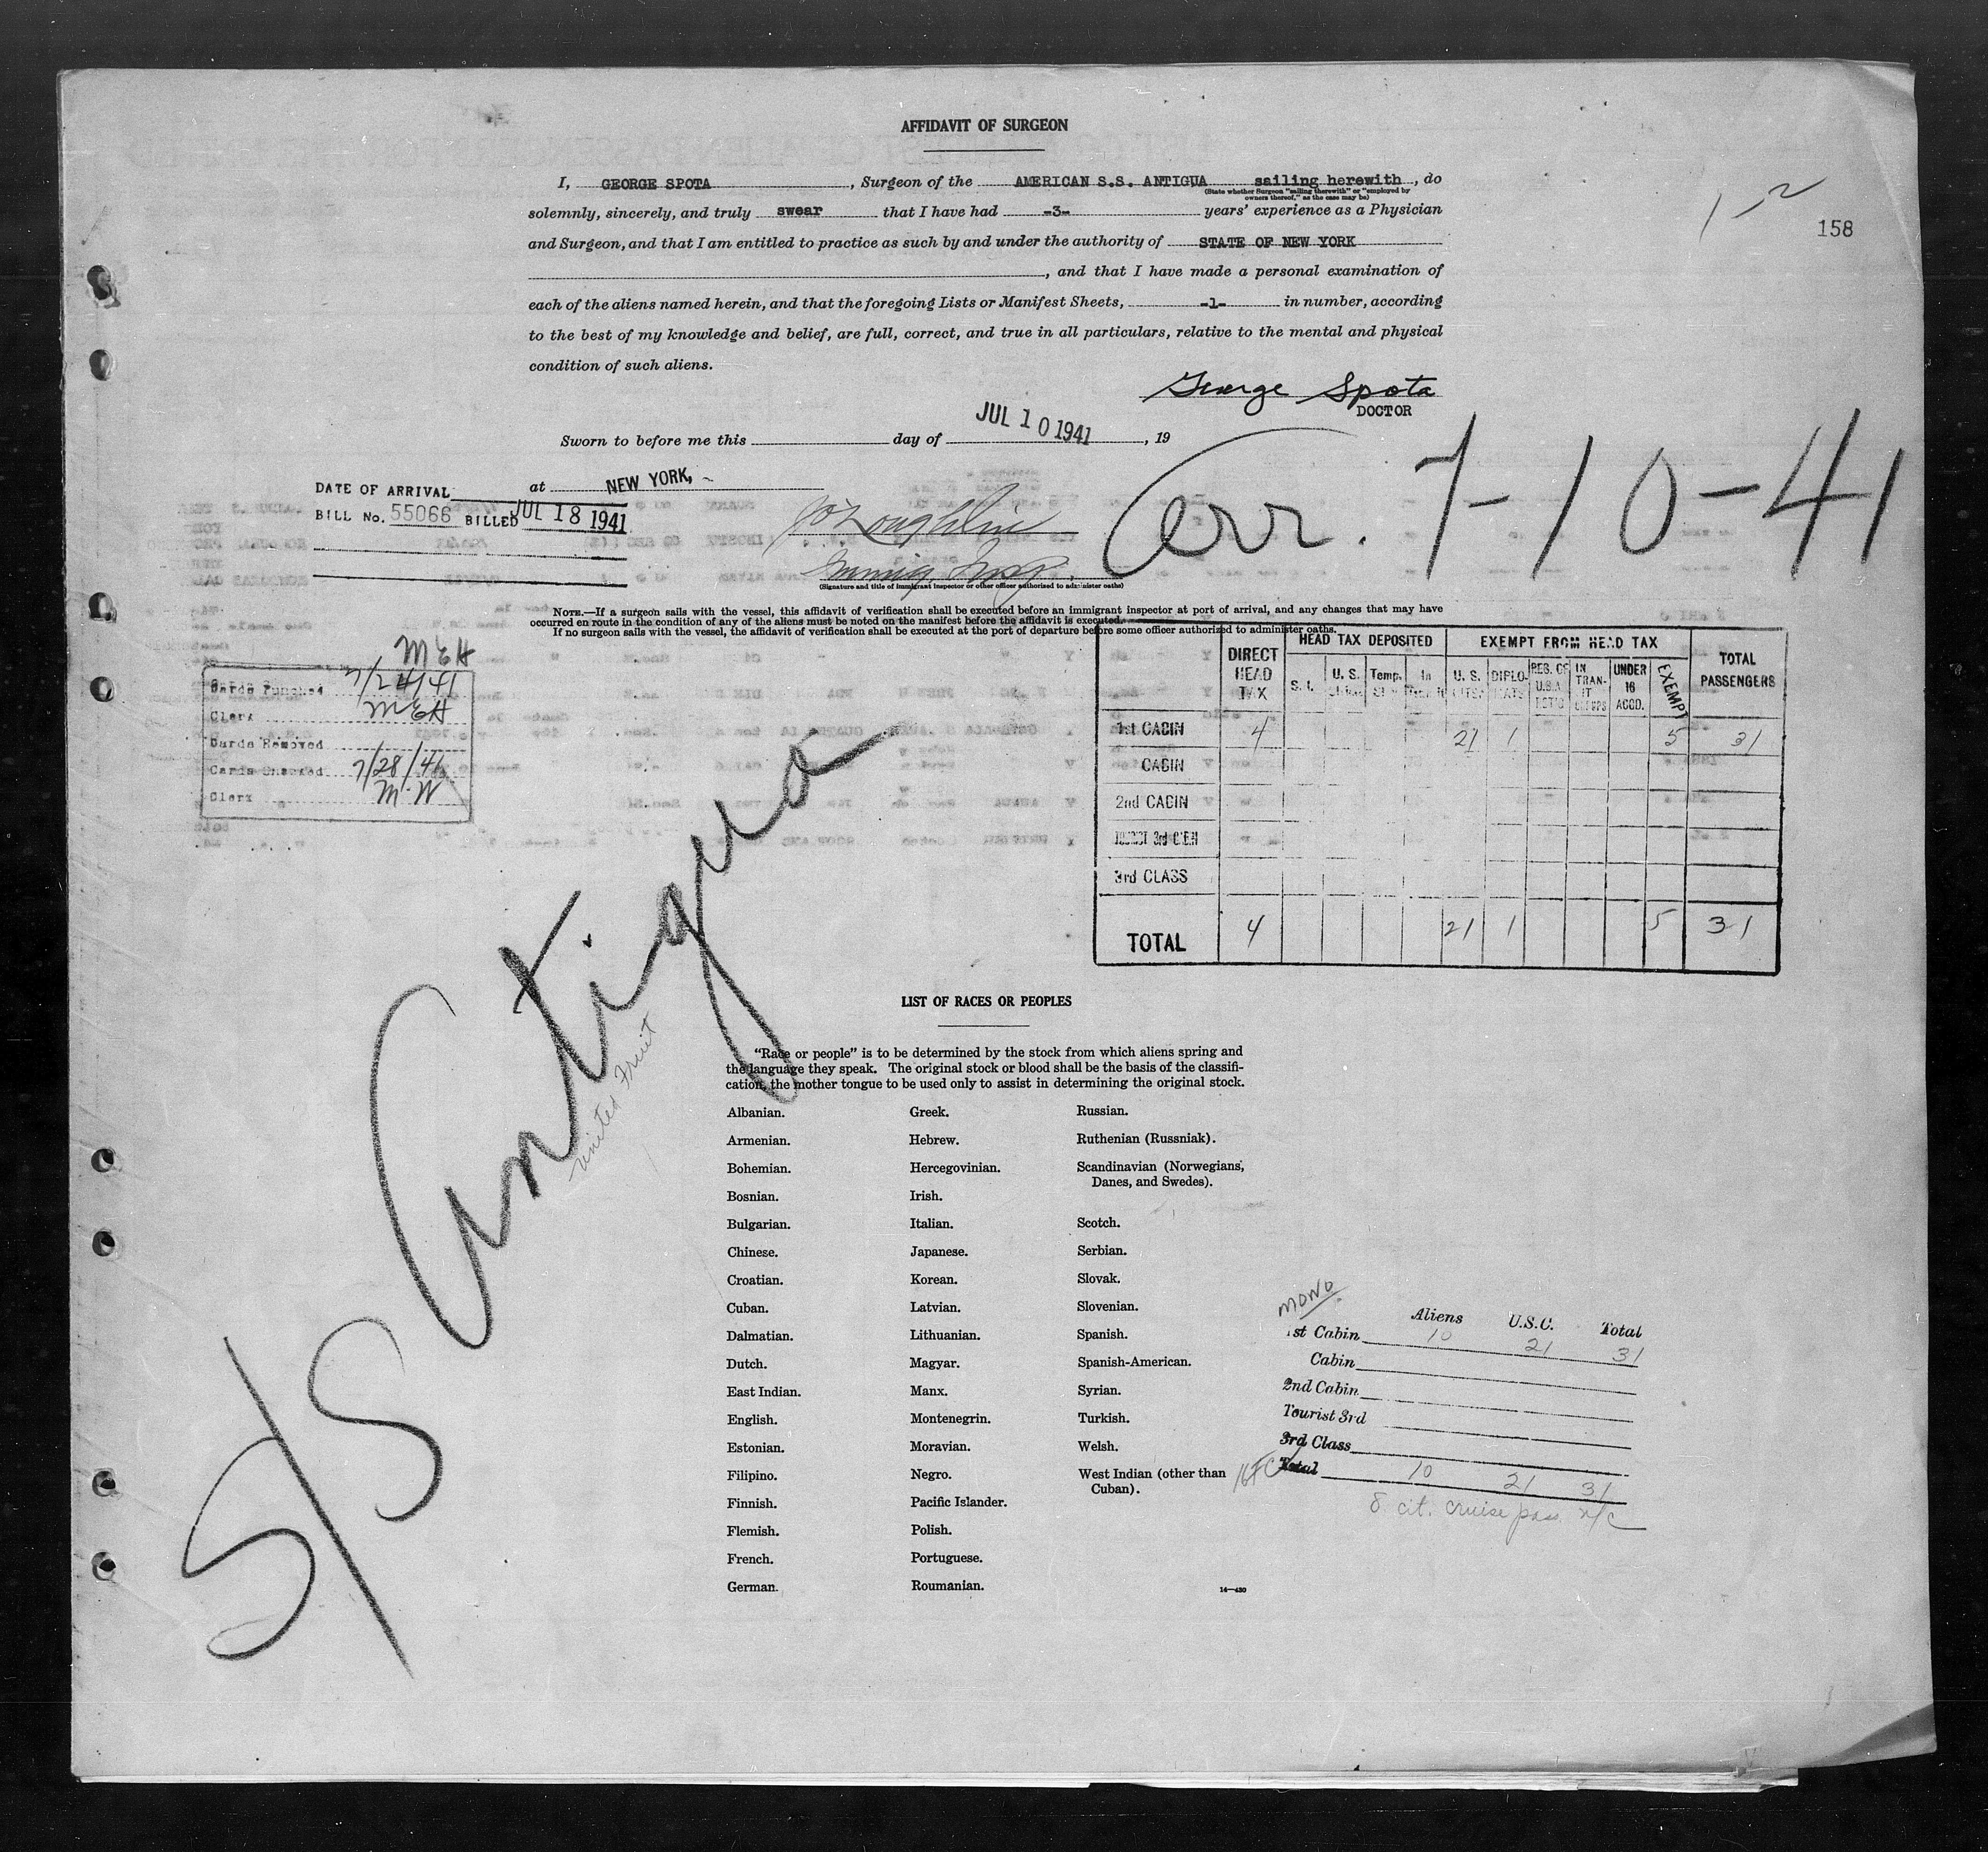 AFFIDAVIT OF SURGEON
I, GEORGE SPOTA, Surgeon of the AMERICAN S.S. ANTIGUA sailing herewith, do
(State whether Surgeon "sailing therewith" or "employed by
owners thereof," as the case may be)
solemnly, sincerely, and truly swear that I have had -3- years' experience as a Physician
and Surgeon, and that I am entitled to practice as such by and under the authority of STATE OF NEW YORK
, and that I have made a personal examination of
each of the aliens named herein, and that the foregoing Lists or Manifest Sheets, -1- in number, according
to the best of my knowledge and belief, are full, correct, and true in all particulars, relative to the mental and physical
condition of such aliens.
1-2
158
George Spota
DOCTOR
Sworn to before me this day of JUL 10 1941, 19
Arr. 7-10-41
DATE OF ARRIVAL at NEW YORK,
BILL No. 55066 BILLED JUL 18 1941
J O'Loughlin
Immig. Insp.
(Signature and title of immigrant inspector or other officer authorized to administer oaths)
NOTE.—If a surgeon sails with the vessel, this affidavit of verification shall be executed before an immigrant inspector at port of arrival, and any changes that may have
occurred en route in the condition of any of the aliens must be noted on the manifest before the affidavit is executed.
If no surgeon sails with the vessel, the affidavit of verification shall be executed at the port of departure before some officer authorized to administer oaths.
MEH
Cards Punched 7/24/41
Clerk MEH
Cards Removed
Cards Checked 7/28/41
Clerk M.W
DIRECT HEAD TAX
HEAD TAX DEPOSITED
EXEMPT FROM HEAD TAX
TOTAL PASSENGERS
S. I. U. S. Temp. In U. S. DIPLO. RES. OF IN TRAN-IT UNDER 16 ACCD. EXEMPT
1st CABIN 4 21 1 5 31
CABIN
2nd CABIN
TOURIST 3rd CABIN
3rd CLASS
TOTAL 4 21 1 5 31
S/S Antigua
United Fruit
LIST OF RACES OR PEOPLES
"Race or people" is to be determined by the stock from which aliens spring and
the language they speak. The original stock or blood shall be the basis of the classifi-
cation, the mother tongue to be used only to assist in determining the original stock.
Albanian. Greek. Russian.
Armenian. Hebrew. Ruthenian (Russniak).
Bohemian. Hercegovinian. Scandinavian (Norwegians,
Danes, and Swedes).
Bosnian. Irish.
Bulgarian. Italian. Scotch.
Chinese. Japanese. Serbian.
Croatian. Korean. Slovak.
Cuban. Latvian. Slovenian.
Dalmatian. Lithuanian. Spanish.
Dutch. Magyar. Spanish-American.
East Indian. Manx. Syrian.
English. Montenegrin. Turkish.
Estonian. Moravian. Welsh.
Filipino. Negro. West Indian (other than
Cuban).
Finnish. Pacific Islander.
Flemish. Polish.
French. Portuguese.
German. Roumanian.
14—430
MONO
Aliens U.S.C. Total
1st Cabin 10 21 31
Cabin
2nd Cabin
Tourist 3rd
3rd Class
Total 10 21 31
8 cit. cruise pass. n/c